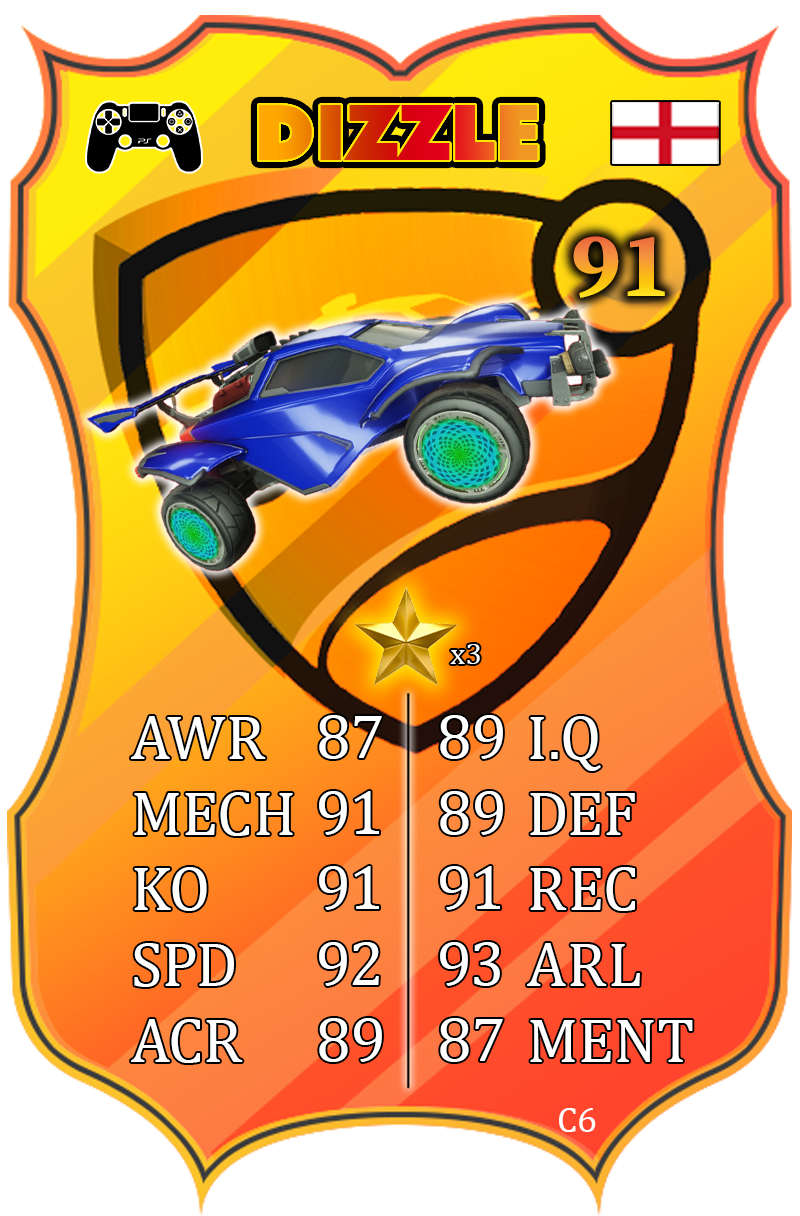 DIZZLE
PS
91
x3
AWR 87 89 I.Q
MECH 91 89 DEF
KO 91 91 REC
SPD 92 93 ARL
ACR 89 87 MENT
C6